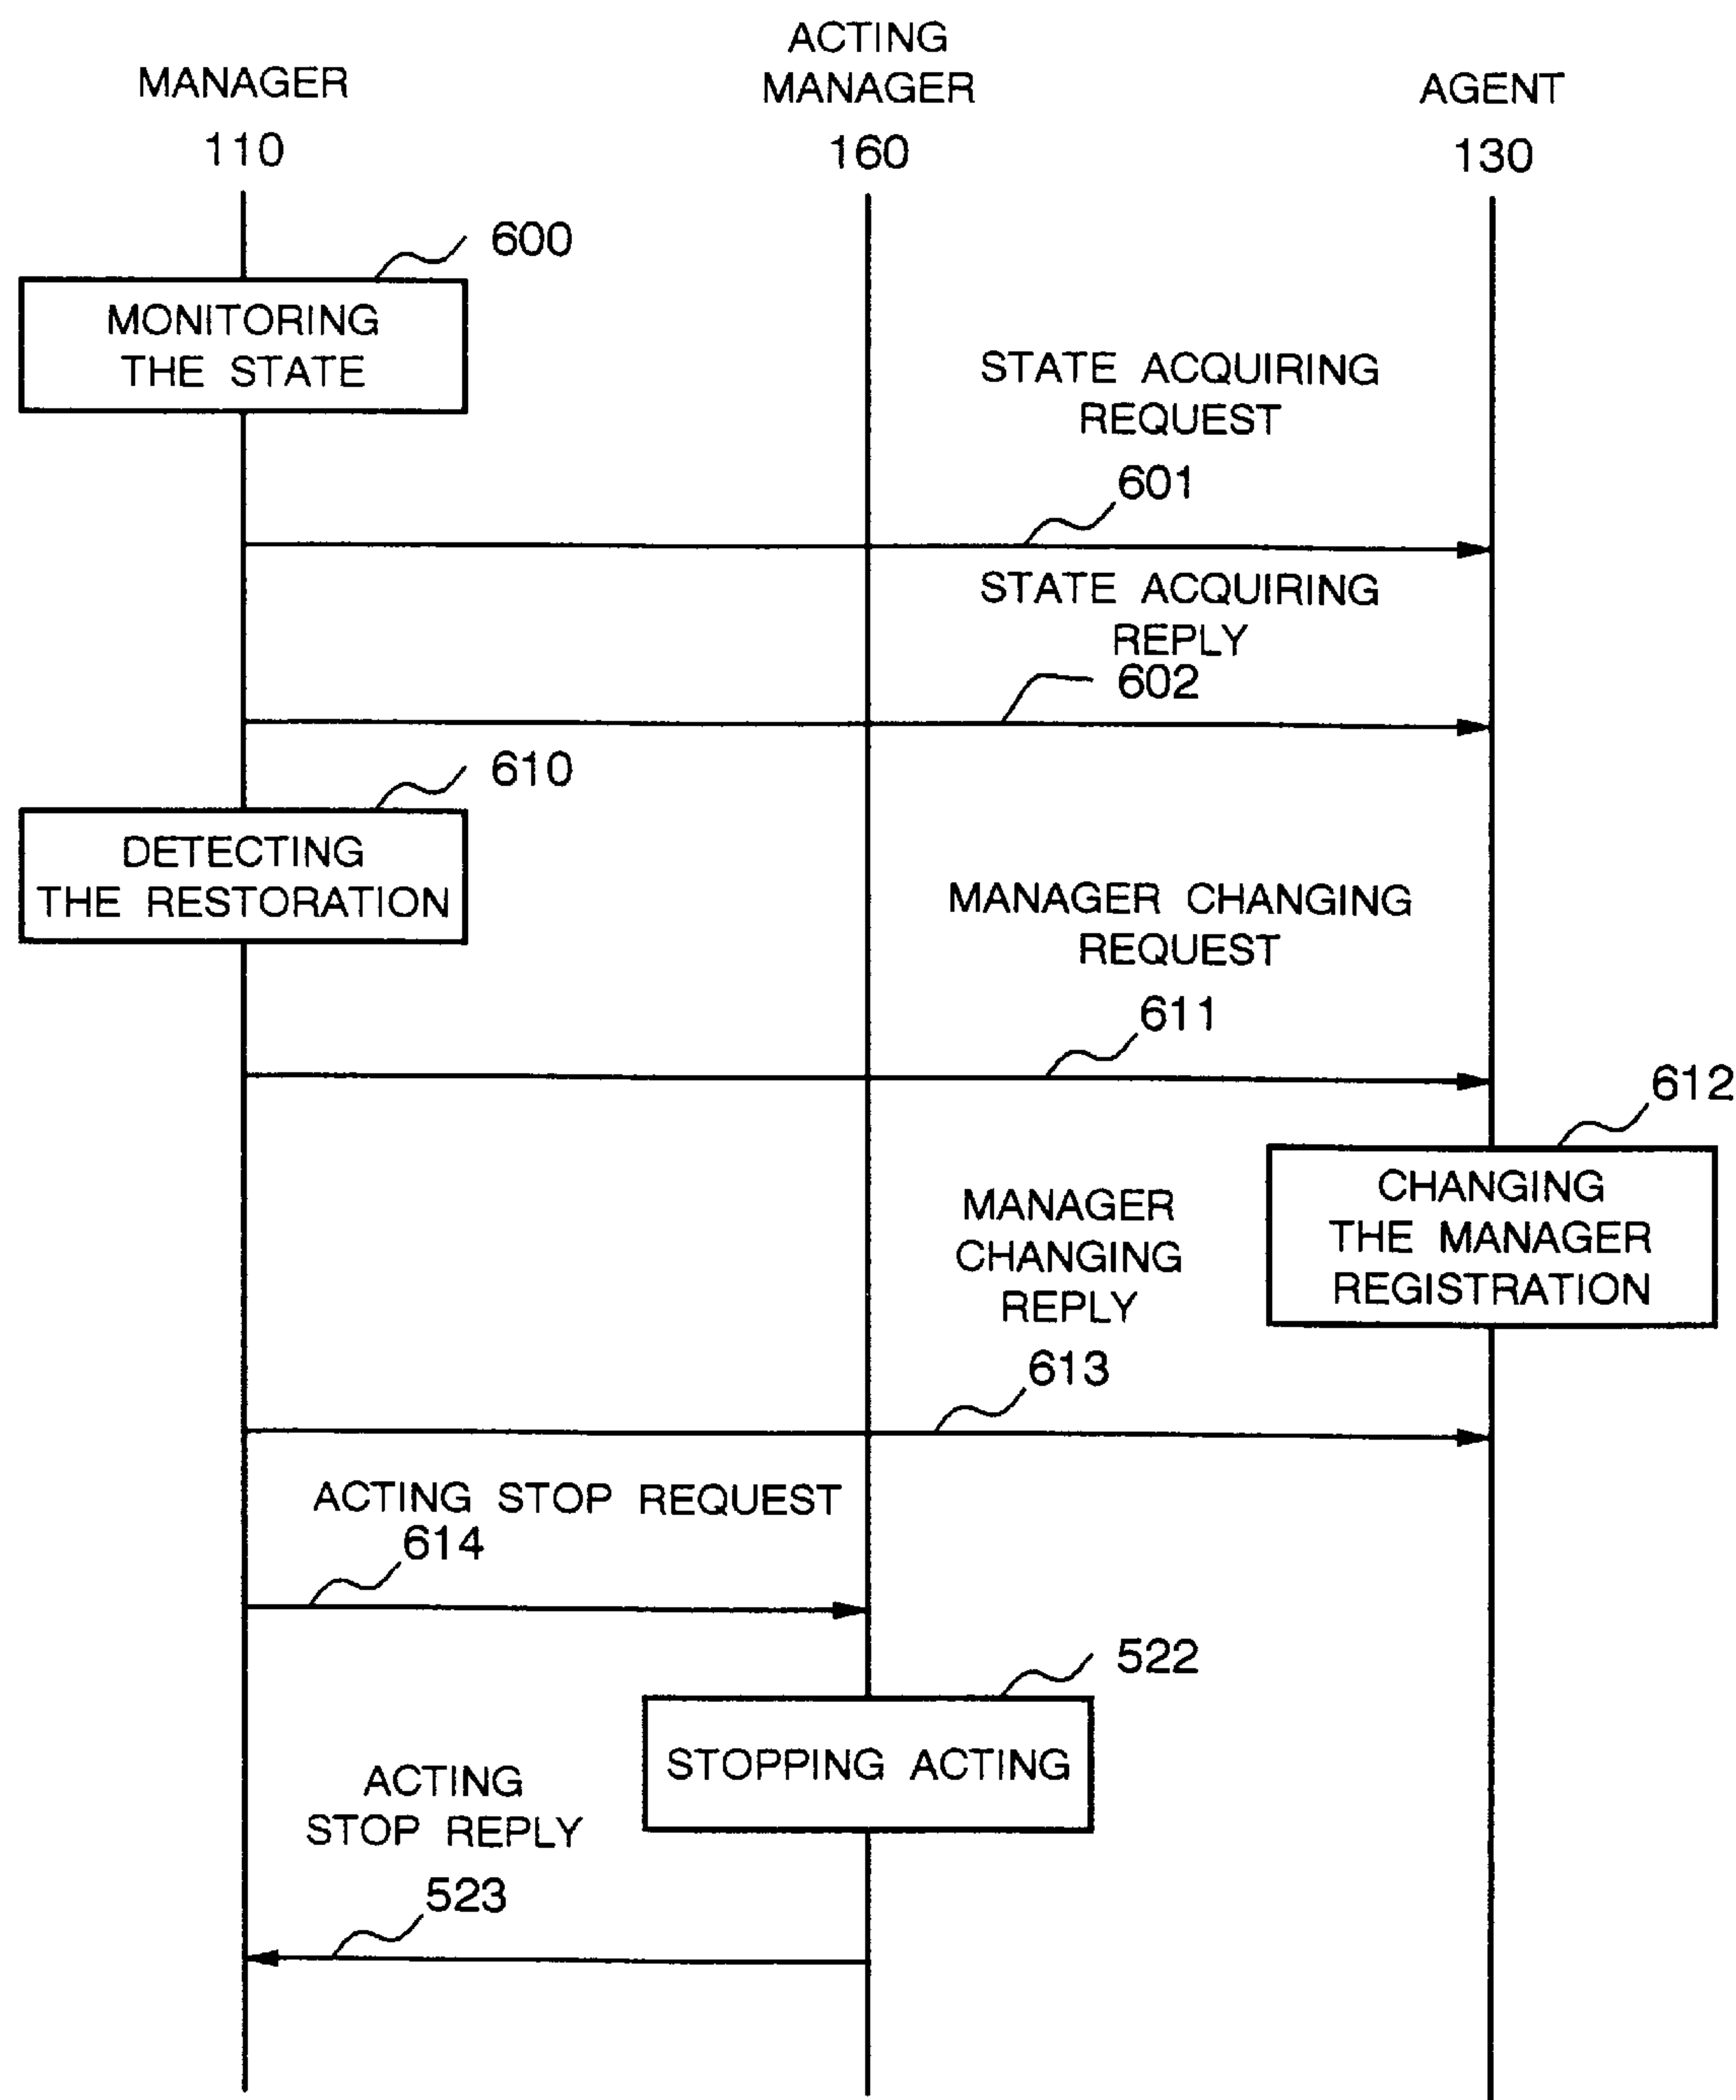 MANAGER
110
ACTING
MANAGER
160
AGENT
130
600
MONITORING
THE STATE
STATE ACQUIRING
REQUEST
601
STATE ACQUIRING
REPLY
602
610
DETECTING
THE RESTORATION
MANAGER CHANGING
REQUEST
611
612
CHANGING
THE MANAGER
REGISTRATION
MANAGER
CHANGING
REPLY
613
ACTING STOP REQUEST
614
522
STOPPING ACTING
ACTING
STOP REPLY
523